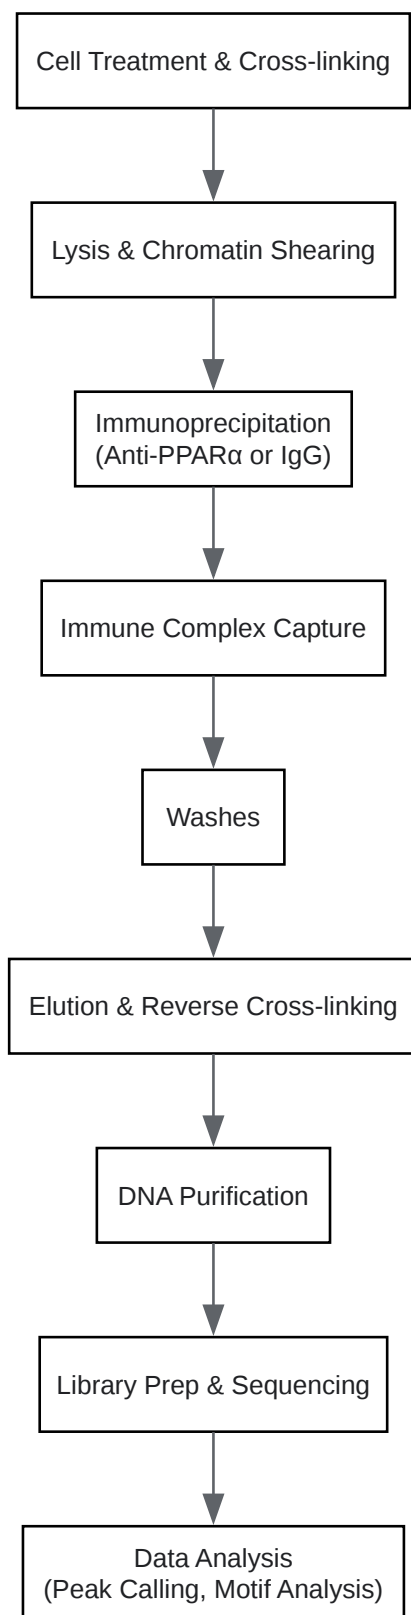 Cell Treatment & Cross-linking
Lysis & Chromatin Shearing
Immunoprecipitation
(Anti-PPARα or IgG)
Immune Complex Capture
Washes
Elution & Reverse Cross-linking
DNA Purification
Library Prep & Sequencing
Data Analysis
(Peak Calling, Motif Analysis)